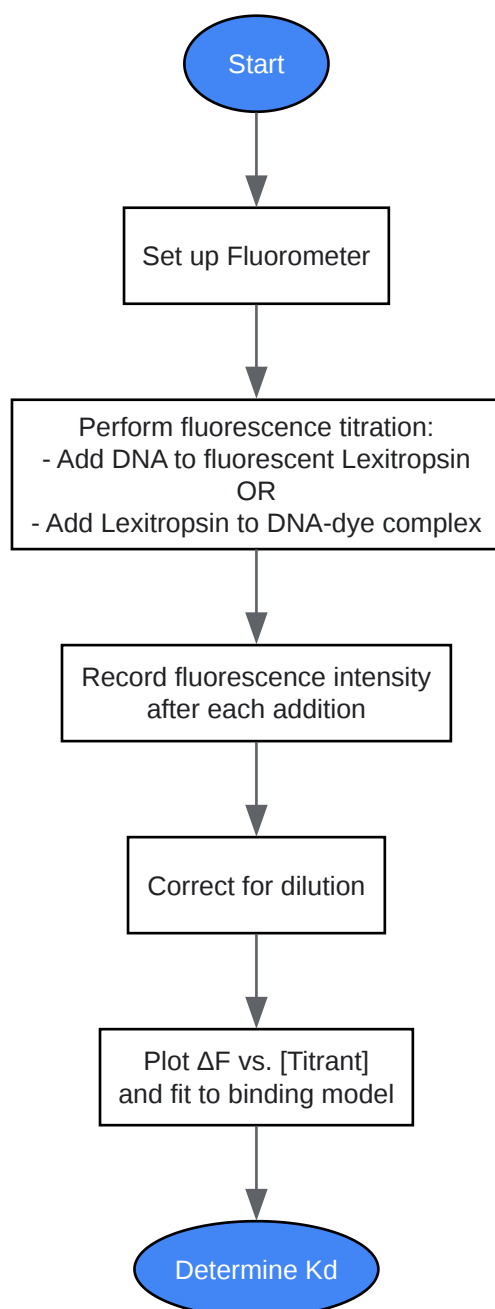 Start
Set up Fluorometer
Perform fluorescence titration:
- Add DNA to fluorescent Lexitropsin
OR
- Add Lexitropsin to DNA-dye complex
Record fluorescence intensity
after each addition
Correct for dilution
Plot ΔF vs. [Titrant]
and fit to binding model
Determine Kd